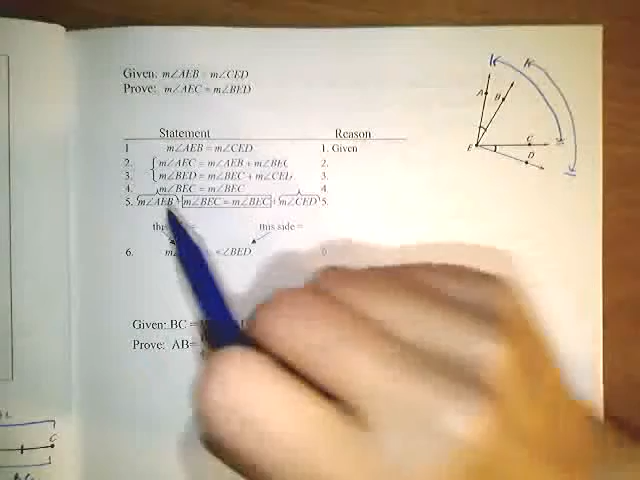 Given: m∠AEB = m∠CED
Prove: m∠AEC = m∠BED
Statement Reason
1 m∠AEB = m∠CED 1. Given
2. m∠AEC = m∠AEB + m∠BEC 2.
3. m∠BED = m∠BEC + m∠CED 3.
4. m∠BEC = m∠BEC 4.
5. m∠AEB + m∠BEC = m∠BEC + m∠CED 5.
this side =
6. = ∠BED 6
Given: BC =
Prove: AB=
A
B
E
C
D
C